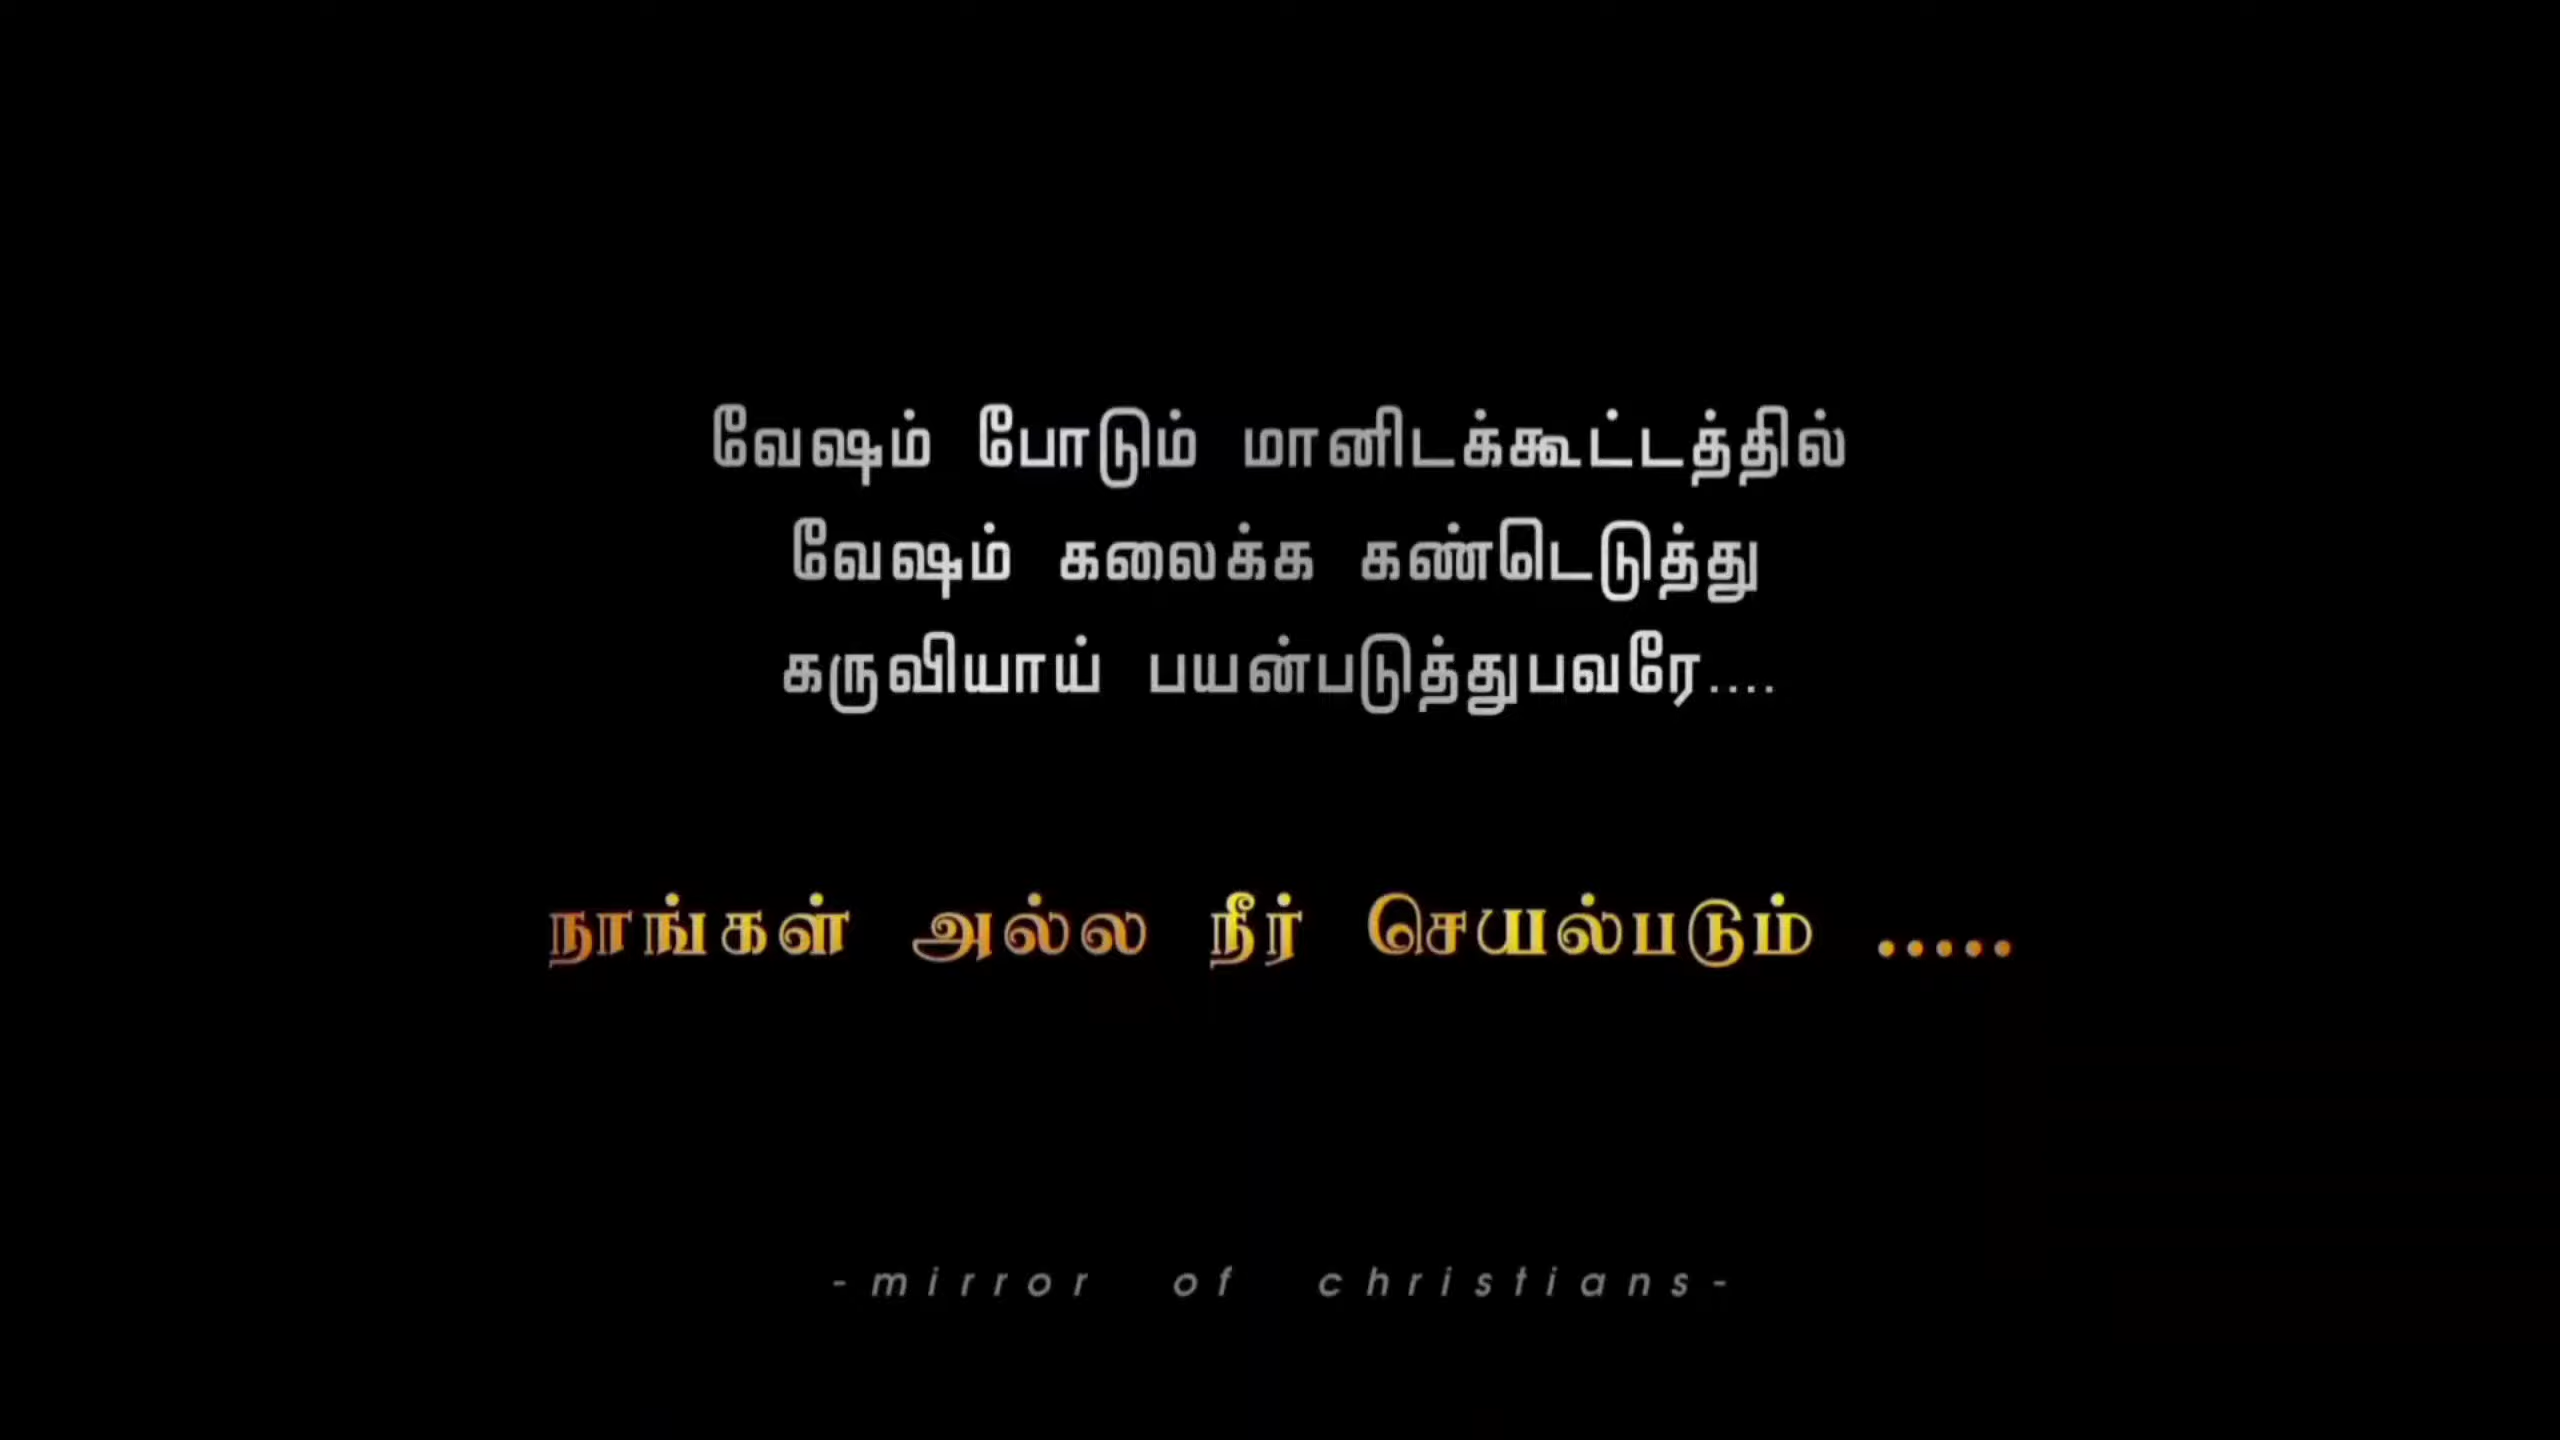 வேஷம் போடும் மானிடக்கூட்டத்தில்
வேஷம் கலைக்க கண்டெடுத்து
கருவியாய் பயன்படுத்துபவரே....
நாங்கள் அல்ல நீர் செயல்படும் .....
-mirror of christians-